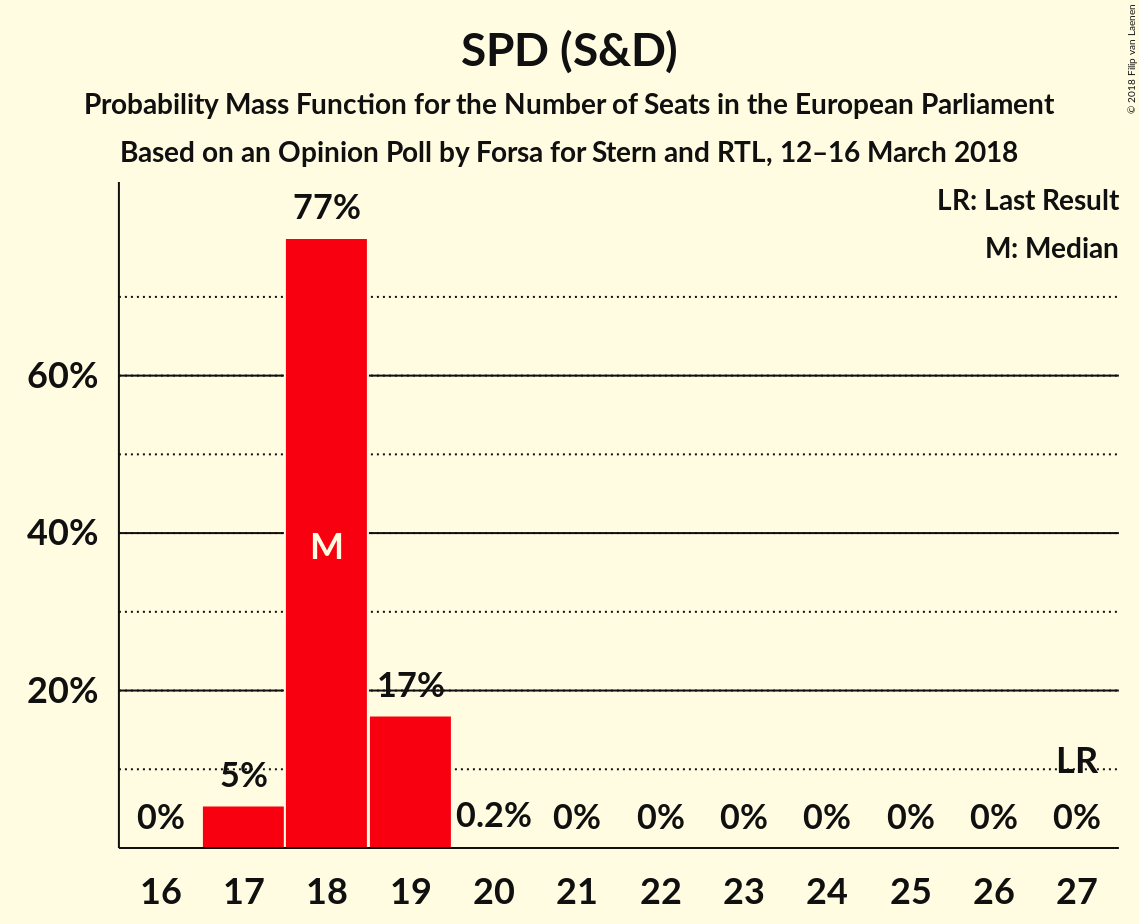 SPD (S&D)
Probability Mass Function for the Number of Seats in the European Parliament
Based on an Opinion Poll by Forsa for Stern and RTL, 12–16 March 2018
© 2018 Filip van Laenen
LR: Last Result
M: Median
77%
60%
40%
20%
M
17%
5%
LR
0%
0.2%
0%
0%
0%
0%
0%
0%
0%
16 17 18 19 20 21 22 23 24 25 26 27